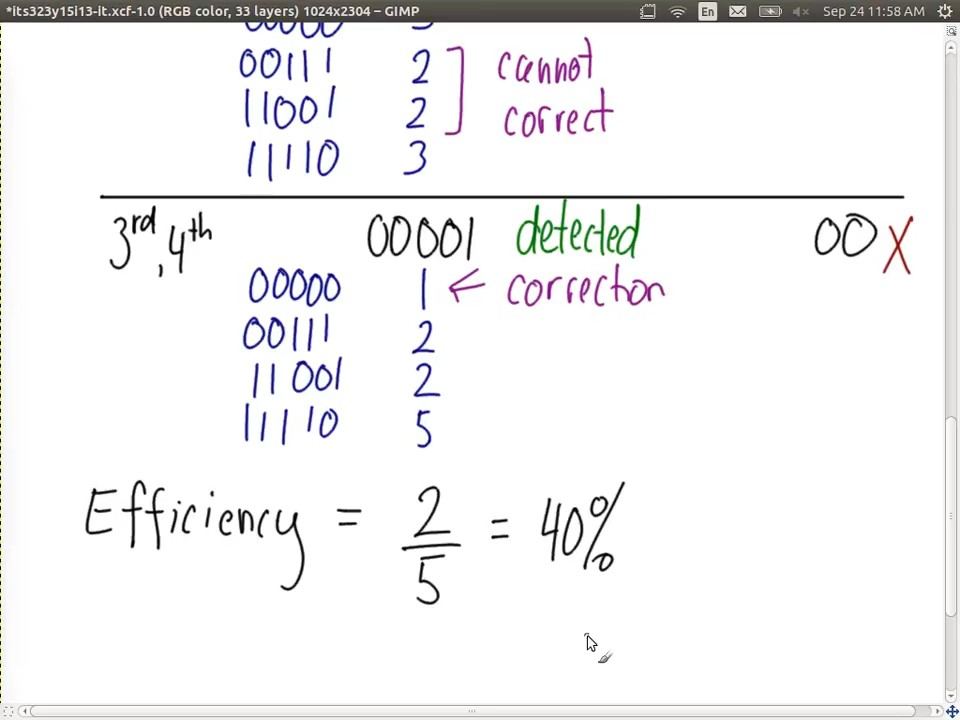 *its323y15i13-it.xcf-1.0 (RGB color, 33 layers) 1024x2304 – GIMP En Sep 24 11:58 AM
00111 2 cannot
11001 2 correct
11110 3
3rd, 4th 00001 detected 00X
00000 1 ← correction
00111 2
11001 2
11110 5
Efficiency = 2/5 = 40%